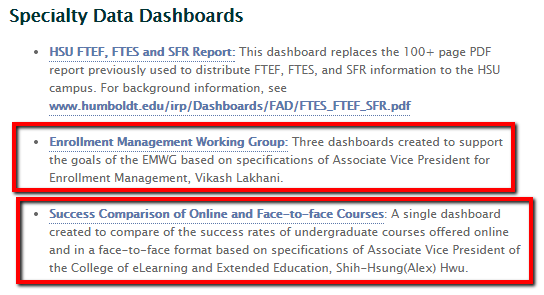 Specialty Data Dashboards
HSU FTEF, FTES and SFR Report: This dashboard replaces the 100+ page PDF
report previously used to distribute FTEF, FTES, and SFR information to the HSU
campus. For background information, see
www.humboldt.edu/irp/Dashboards/FAD/FTES_FTEF_SFR.pdf
Enrollment Management Working Group: Three dashboards created to support
the goals of the EMWG based on specifications of Associate Vice President for
Enrollment Management, Vikash Lakhani.
Success Comparison of Online and Face-to-face Courses: A single dashboard
created to compare of the success rates of undergraduate courses offered online
and in a face-to-face format based on specifications of Associate Vice President of
the College of eLearning and Extended Education, Shih-Hsung(Alex) Hwu.